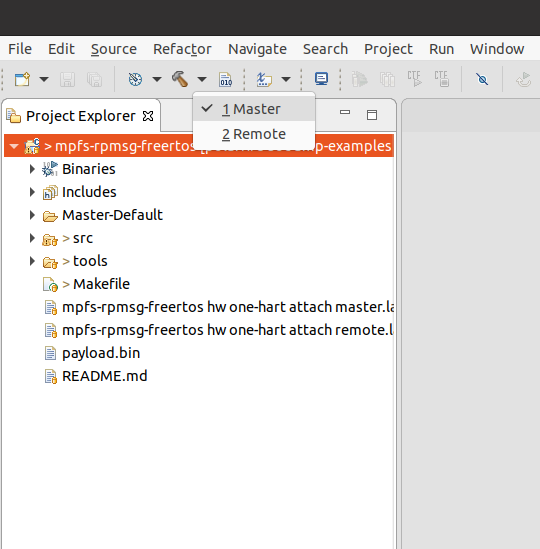 File Edit Source Refactor Navigate Search Project Run Window
010
Project Explorer
1 Master
2 Remote
> mpfs-rpmsg-freertos
mp-examples
Binaries
Includes
Master-Default
> src
> tools
> Makefile
mpfs-rpmsg-freertos hw one-hart attach master.la
mpfs-rpmsg-freertos hw one-hart attach remote.l
payload.bin
README.md